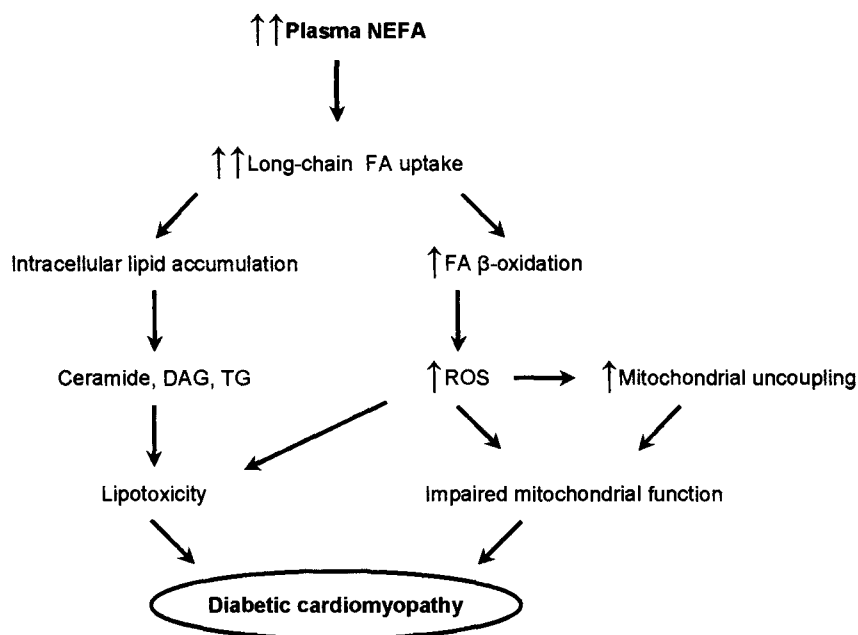 ↑↑Plasma NEFA
↑↑Long-chain FA uptake
Intracellular lipid accumulation
↑FA β-oxidation
Ceramide, DAG, TG
↑ROS
↑Mitochondrial uncoupling
Lipotoxicity
Impaired mitochondrial function
Diabetic cardiomyopathy